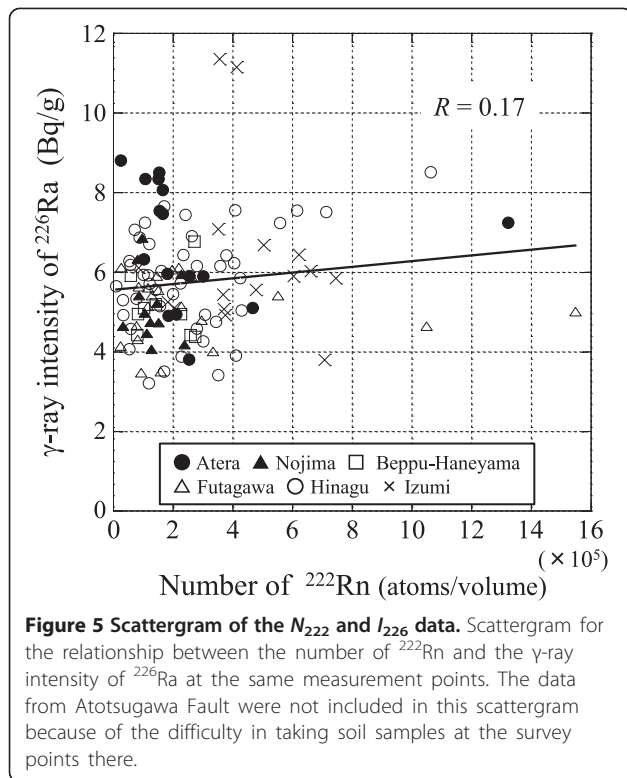 12
10
8
6
4
2
0
γ-ray intensity of ²²⁶Ra (Bq/g)
R = 0.17
Atera Nojima Beppu-Haneyama
Futagawa Hinagu Izumi
0 2 4 6 8 10 12 14 16
(×10⁵)
Number of ²²²Rn (atoms/volume)
Figure 5 Scattergram of the N₂₂₂ and I₂₂₆ data. Scattergram for
the relationship between the number of ²²²Rn and the γ-ray
intensity of ²²⁶Ra at the same measurement points. The data
from Atotsugawa Fault were not included in this scattergram
because of the difficulty in taking soil samples at the survey
points there.